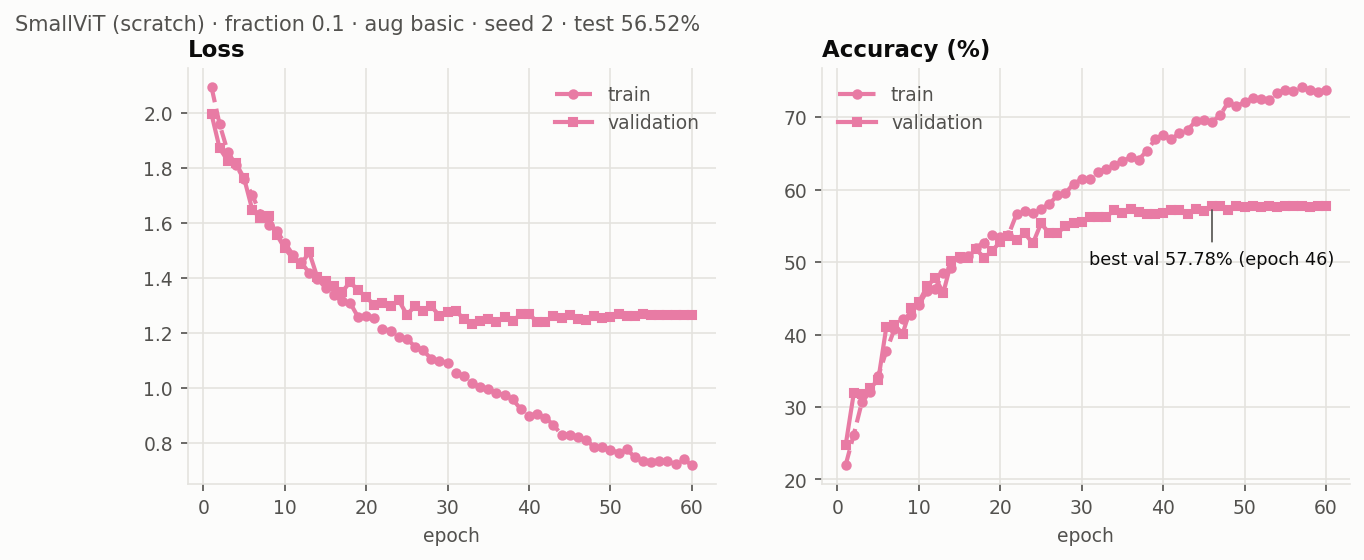 SmallViT (scratch) · fraction 0.1 · aug basic · seed 2 · test 56.52%
Loss
train
validation
2.0
1.8
1.6
1.4
1.2
1.0
0.8
0 10 20 30 40 50 60
epoch
Accuracy (%)
train
validation
70
60
50
40
30
20
best val 57.78% (epoch 46)
0 10 20 30 40 50 60
epoch